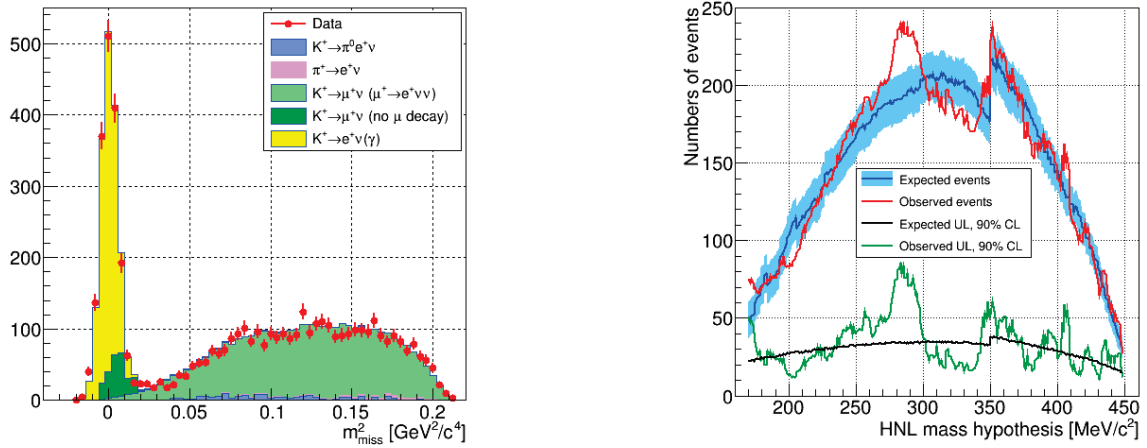 500
400
300
200
100
0
Data
K⁺→π⁰e⁺ν
π⁺→e⁺ν
K⁺→μ⁺ν (μ⁺→e⁺νν)
K⁺→μ⁺ν (no μ decay)
K⁺→e⁺ν(γ)
0 0.05 0.1 0.15 0.2
m²miss [GeV²/c⁴]
Numbers of events
250
200
150
100
50
0
Expected events
Observed events
Expected UL, 90% CL
Observed UL, 90% CL
200 250 300 350 400 450
HNL mass hypothesis [MeV/c²]